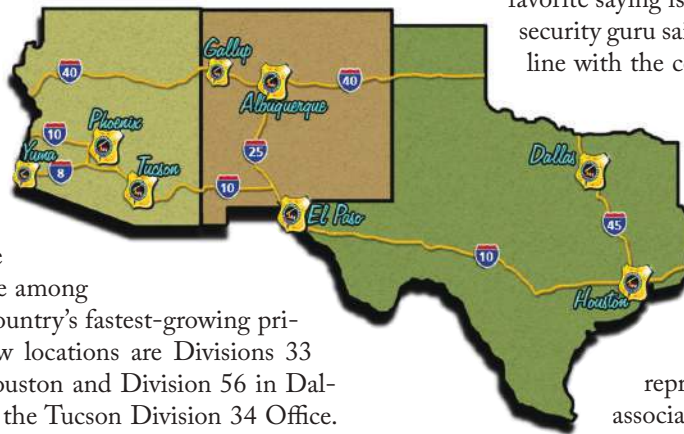 favorite saying is
security guru sai
line with the c
Gallup
40
Albuquerque
40
10
Phoenix
Yuma
8
Tucson
25
10
El Paso
10
Dallas
45
Houston
e
e among
ountry's fastest-growing pri-
w locations are Divisions 33
ouston and Division 56 in Dal-
the Tucson Division 34 Office.
repr
associa